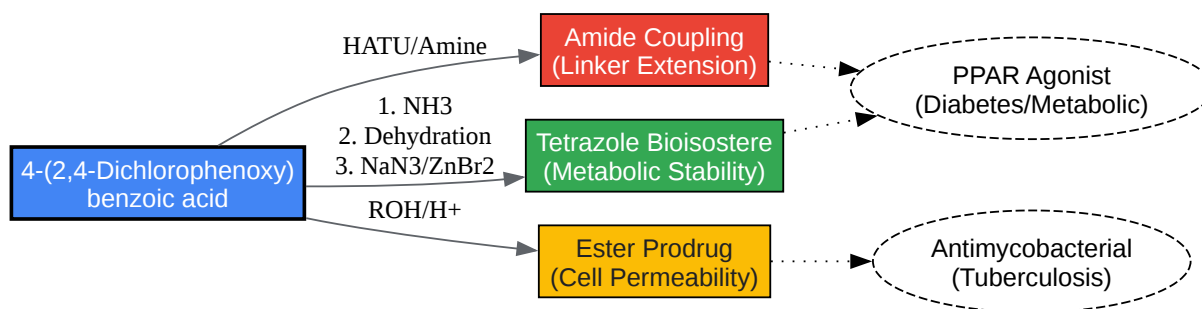 HATU/Amine
Amide Coupling
(Linker Extension)
PPAR Agonist
(Diabetes/Metabolic)
1. NH3
2. Dehydration
3. NaN3/ZnBr2
4-(2,4-Dichlorophenoxy)
benzoic acid
Tetrazole Bioisostere
(Metabolic Stability)
ROH/H+
Ester Prodrug
(Cell Permeability)
Antimycobacterial
(Tuberculosis)